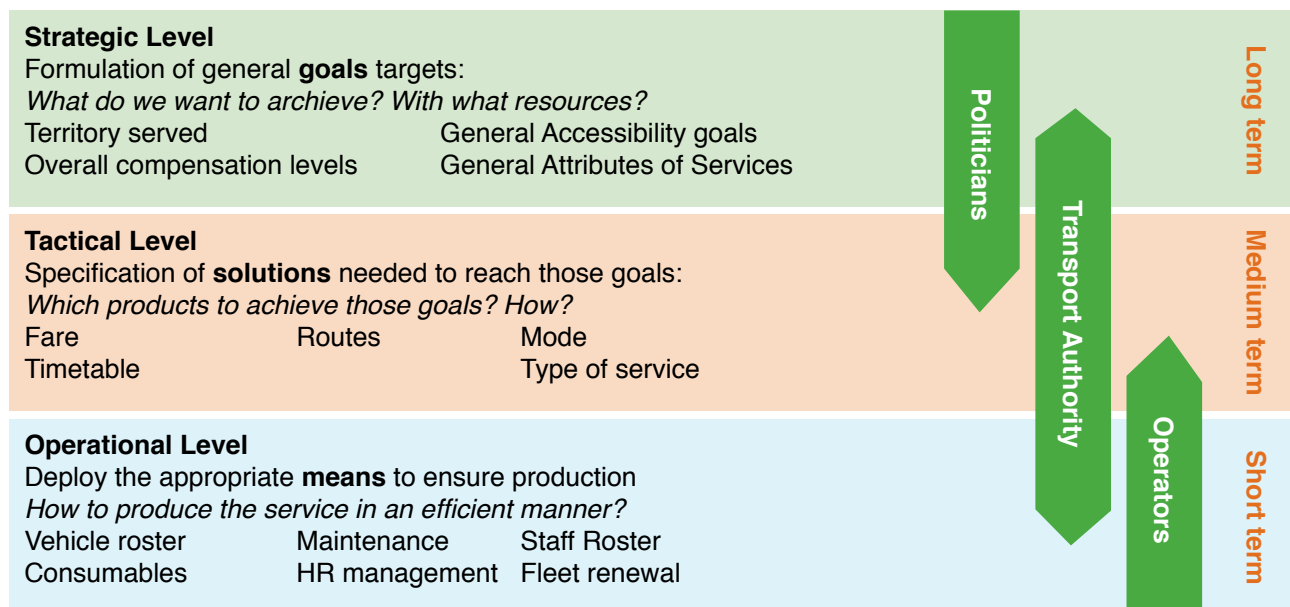 Strategic Level
Formulation of general goals targets:
What do we want to archieve? With what resources?
Territory served General Accessibility goals
Overall compensation levels General Attributes of Services
Tactical Level
Specification of solutions needed to reach those goals:
Which products to achieve those goals? How?
Fare Routes Mode
Timetable Type of service
Operational Level
Deploy the appropriate means to ensure production
How to produce the service in an efficient manner?
Vehicle roster Maintenance Staff Roster
Consumables HR management Fleet renewal
Politicians
Transport Authority
Operators
Long term
Medium term
Short term